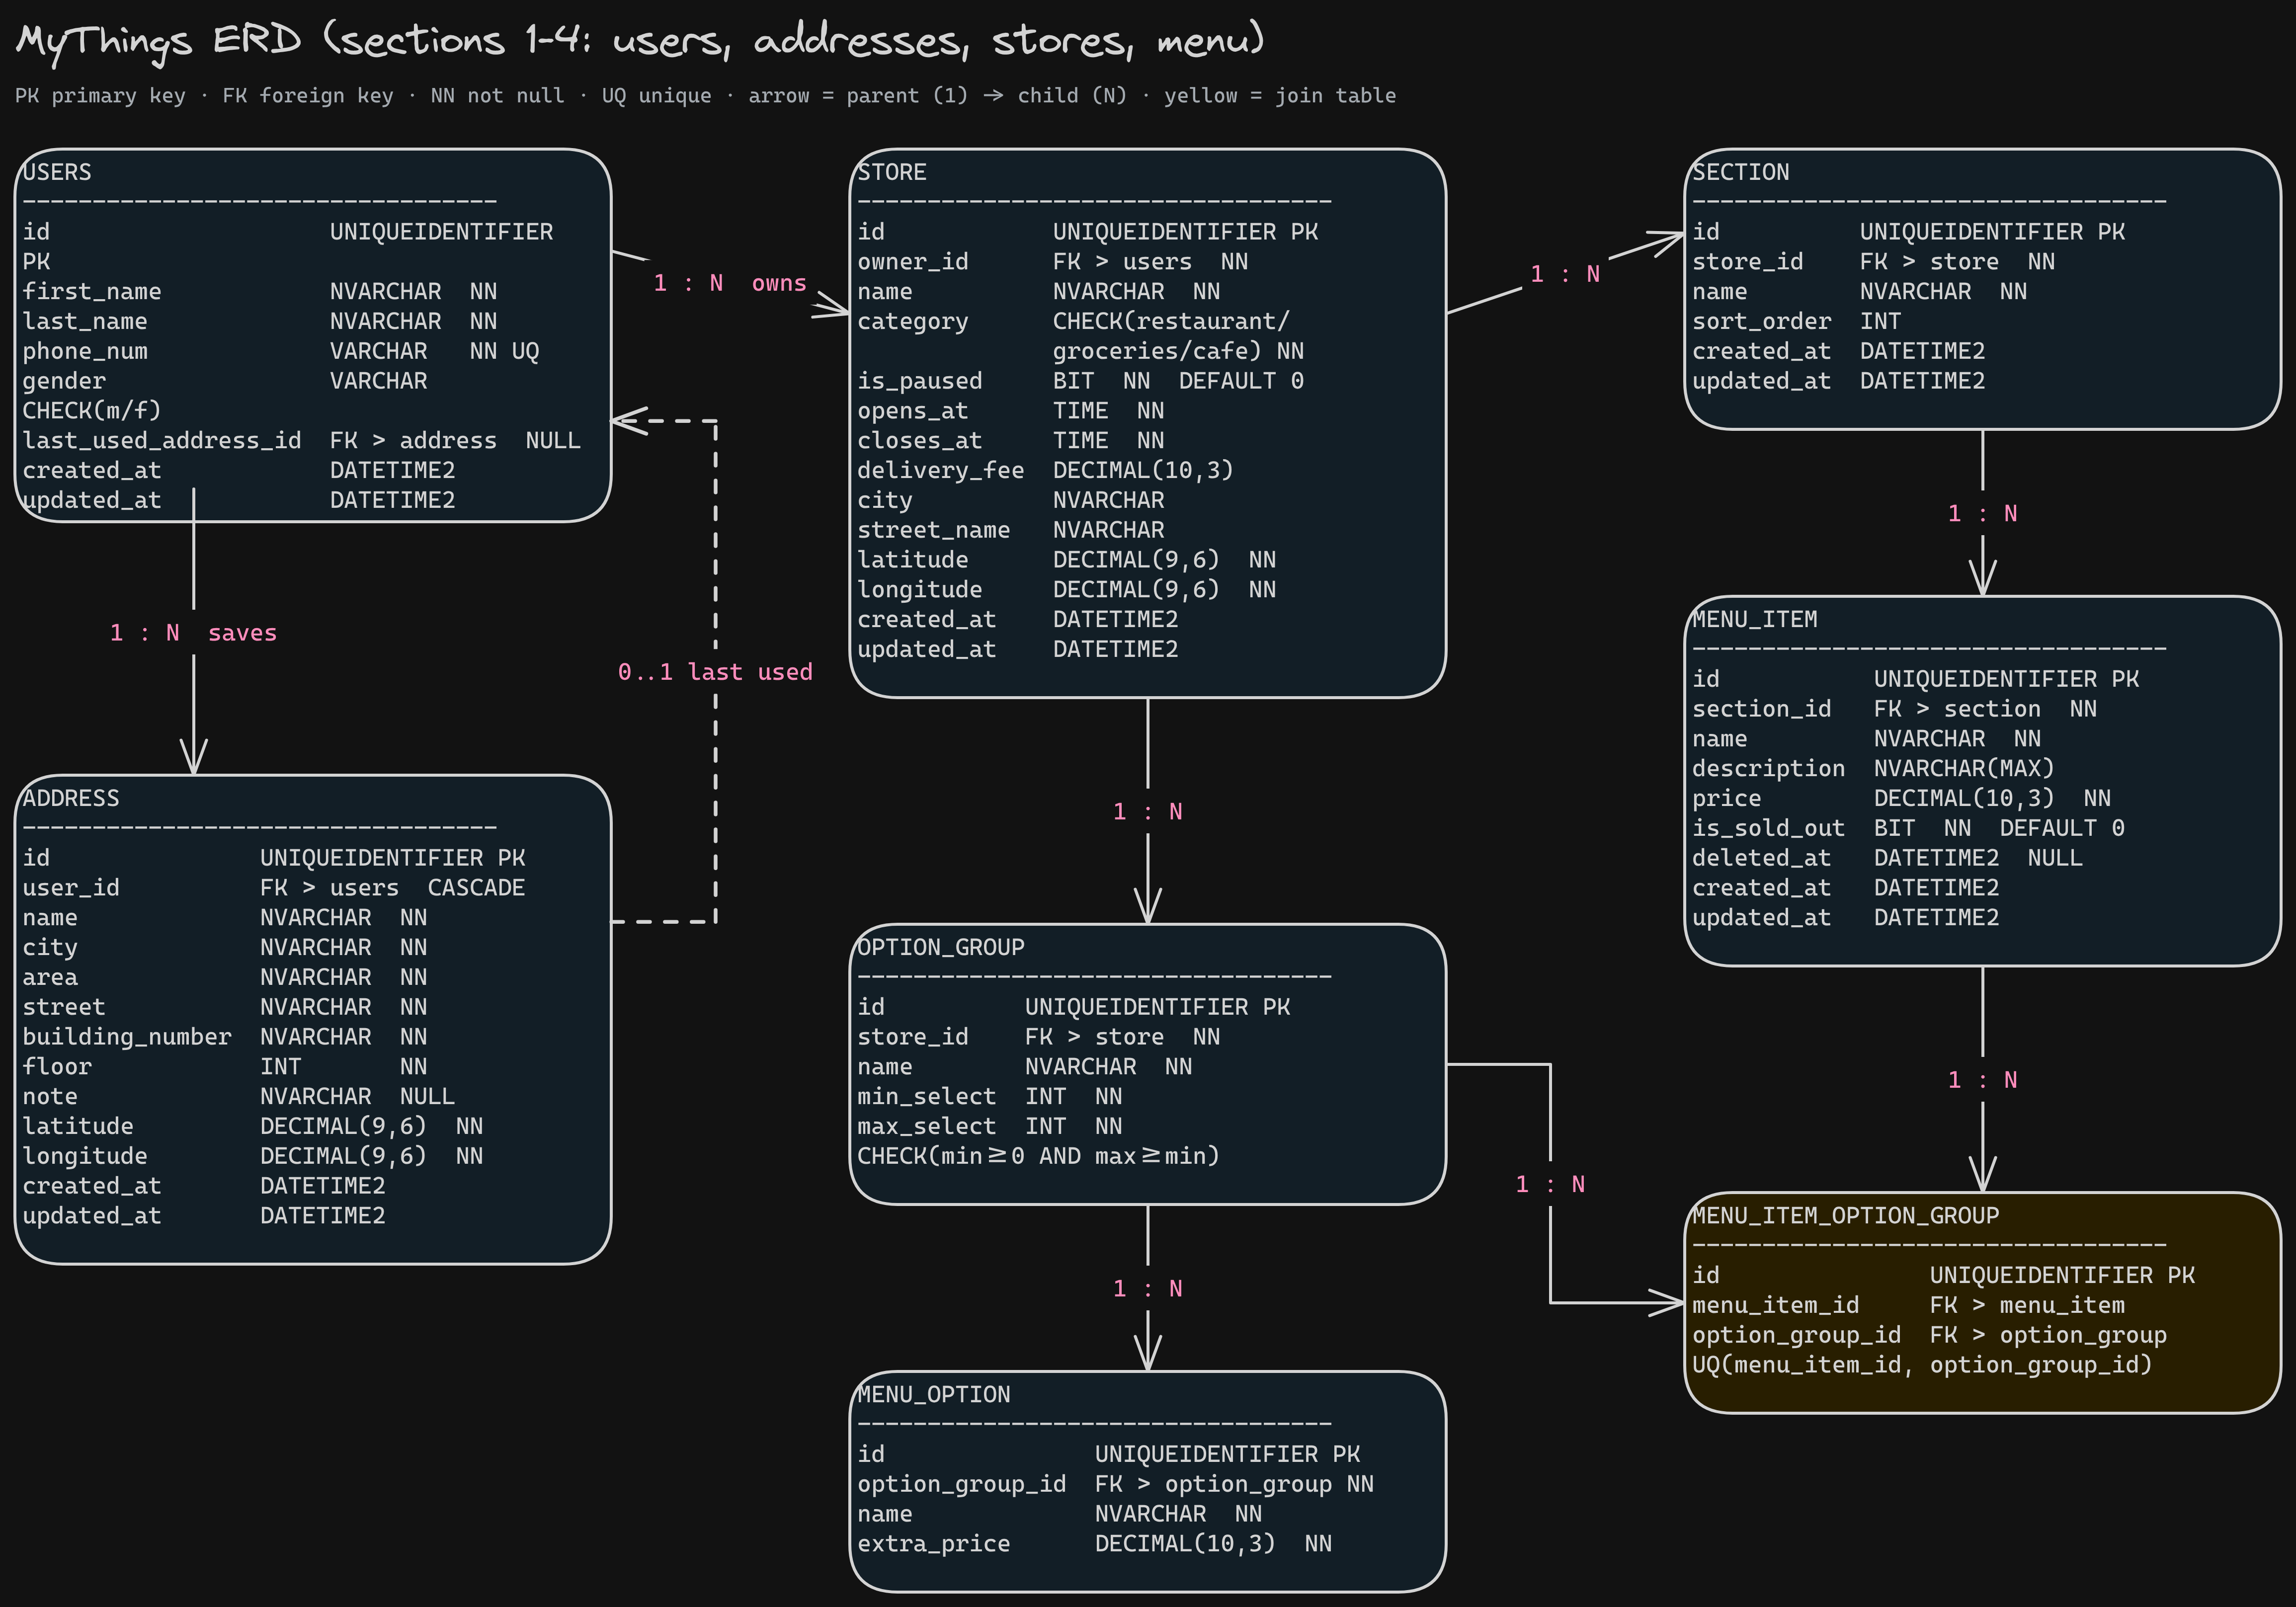 MyThings ERD (sections 1-4: users, addresses, stores, menu)
PK primary key · FK foreign key · NN not null · UQ unique · arrow = parent (1) → child (N) · yellow = join table
USERS
----------------------------------
id UNIQUEIDENTIFIER
PK
first_name NVARCHAR NN
last_name NVARCHAR NN
phone_num VARCHAR NN UQ
gender VARCHAR
CHECK(m/f)
last_used_address_id FK > address NULL
created_at DATETIME2
updated_at DATETIME2
1 : N owns
1 : N saves
0..1 last used
ADDRESS
----------------------------------
id UNIQUEIDENTIFIER PK
user_id FK > users CASCADE
name NVARCHAR NN
city NVARCHAR NN
area NVARCHAR NN
street NVARCHAR NN
building_number NVARCHAR NN
floor INT NN
note NVARCHAR NULL
latitude DECIMAL(9,6) NN
longitude DECIMAL(9,6) NN
created_at DATETIME2
updated_at DATETIME2
STORE
----------------------------------
id UNIQUEIDENTIFIER PK
owner_id FK > users NN
name NVARCHAR NN
category CHECK(restaurant/
groceries/cafe) NN
is_paused BIT NN DEFAULT 0
opens_at TIME NN
closes_at TIME NN
delivery_fee DECIMAL(10,3)
city NVARCHAR
street_name NVARCHAR
latitude DECIMAL(9,6) NN
longitude DECIMAL(9,6) NN
created_at DATETIME2
updated_at DATETIME2
1 : N
1 : N
OPTION_GROUP
----------------------------------
id UNIQUEIDENTIFIER PK
store_id FK > store NN
name NVARCHAR NN
min_select INT NN
max_select INT NN
CHECK(min≥0 AND max≥min)
1 : N
1 : N
MENU_OPTION
----------------------------------
id UNIQUEIDENTIFIER PK
option_group_id FK > option_group NN
name NVARCHAR NN
extra_price DECIMAL(10,3) NN
SECTION
----------------------------------
id UNIQUEIDENTIFIER PK
store_id FK > store NN
name NVARCHAR NN
sort_order INT
created_at DATETIME2
updated_at DATETIME2
1 : N
MENU_ITEM
----------------------------------
id UNIQUEIDENTIFIER PK
section_id FK > section NN
name NVARCHAR NN
description NVARCHAR(MAX)
price DECIMAL(10,3) NN
is_sold_out BIT NN DEFAULT 0
deleted_at DATETIME2 NULL
created_at DATETIME2
updated_at DATETIME2
1 : N
MENU_ITEM_OPTION_GROUP
----------------------------------
id UNIQUEIDENTIFIER PK
menu_item_id FK > menu_item
option_group_id FK > option_group
UQ(menu_item_id, option_group_id)